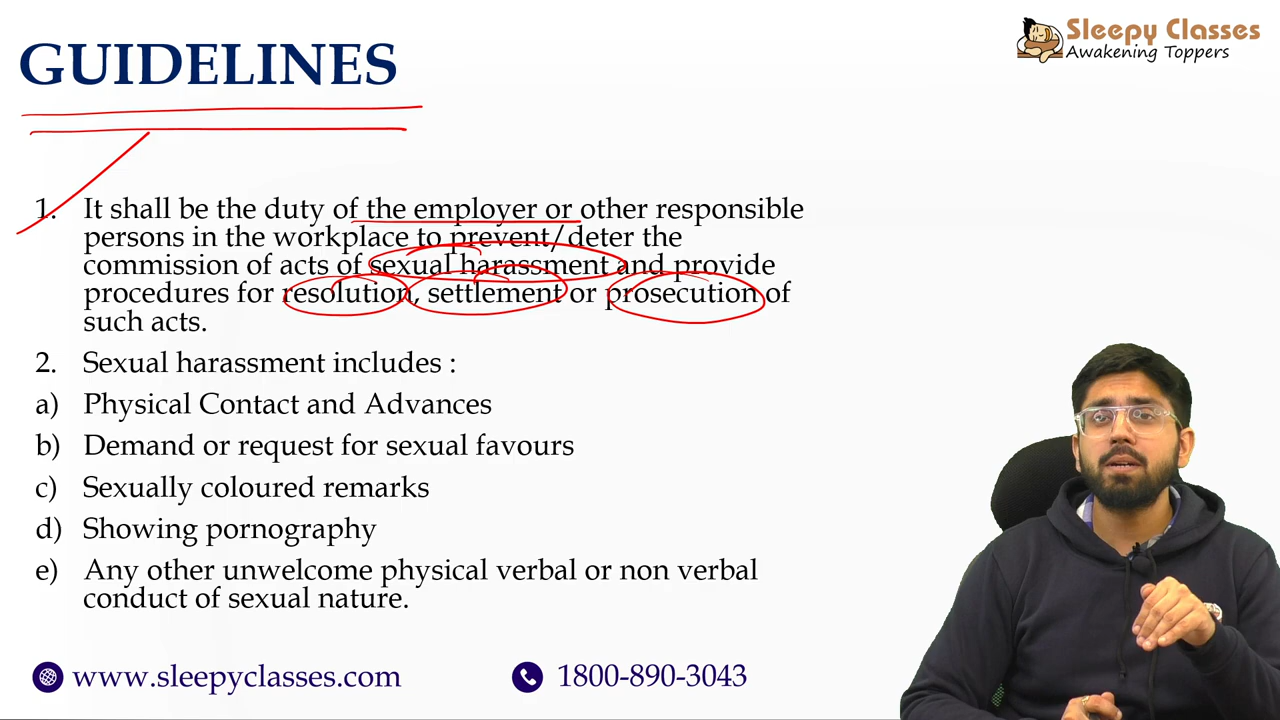 GUIDELINES
Sleepy Classes
Awakening Toppers
1. It shall be the duty of the employer or other responsible
persons in the workplace to prevent/deter the
commission of acts of sexual harassment and provide
procedures for resolution, settlement or prosecution of
such acts.
2. Sexual harassment includes :
a) Physical Contact and Advances
b) Demand or request for sexual favours
c) Sexually coloured remarks
d) Showing pornography
e) Any other unwelcome physical verbal or non verbal
conduct of sexual nature.
www.sleepyclasses.com
1800-890-3043